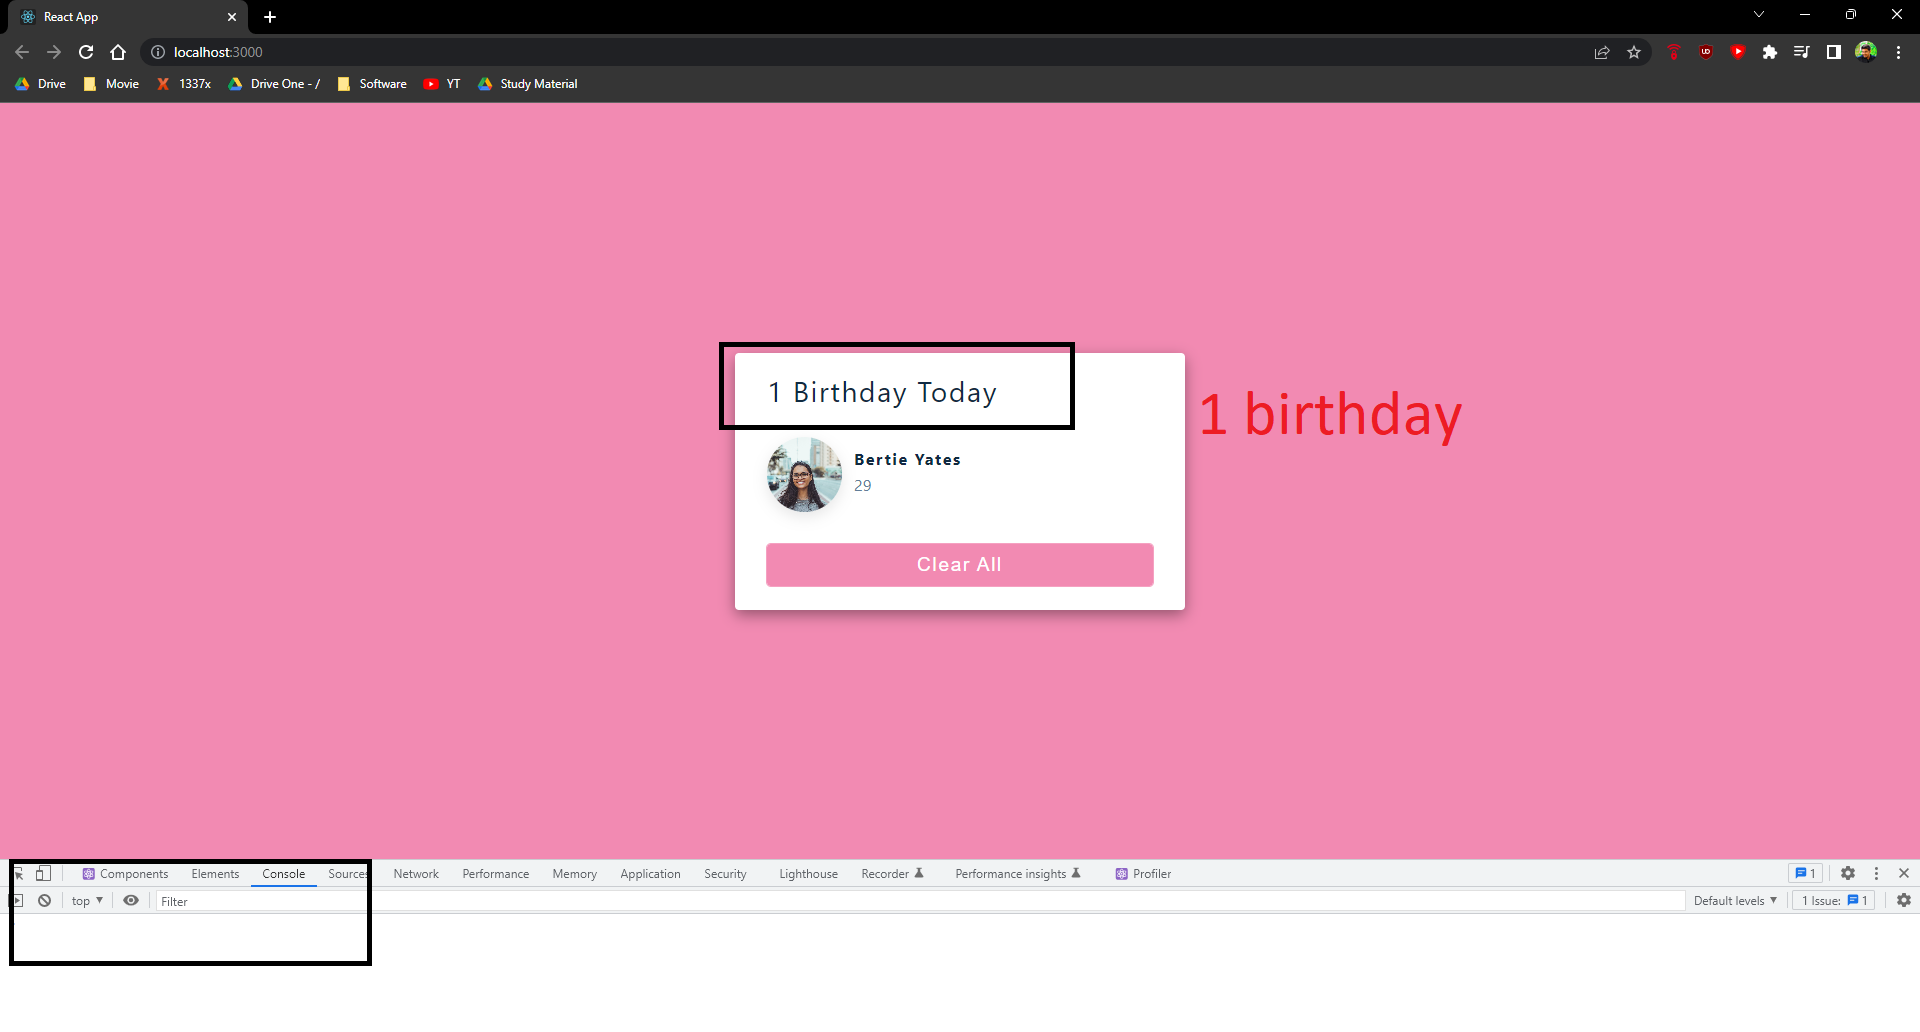 React App
localhost:3000
Drive Movie 1337x Drive One - / Software YT Study Material
1 Birthday Today
1 birthday
Bertie Yates
29
Clear All
Components Elements Console Sources Network Performance Memory Application Security Lighthouse Recorder Performance insights Profiler 1
top Filter Default levels 1 Issue: 1